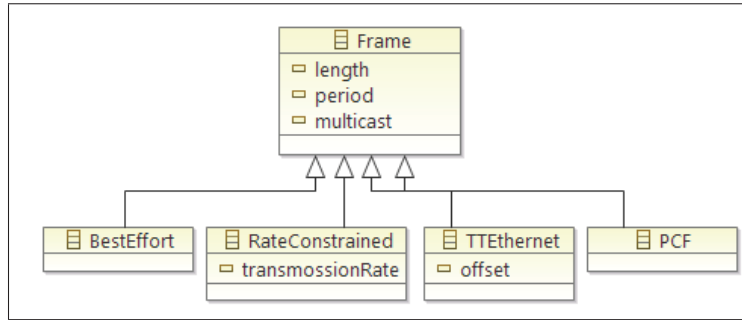 Frame
length
period
multicast
BestEffort
RateConstrained
transmossionRate
TTEthernet
offset
PCF